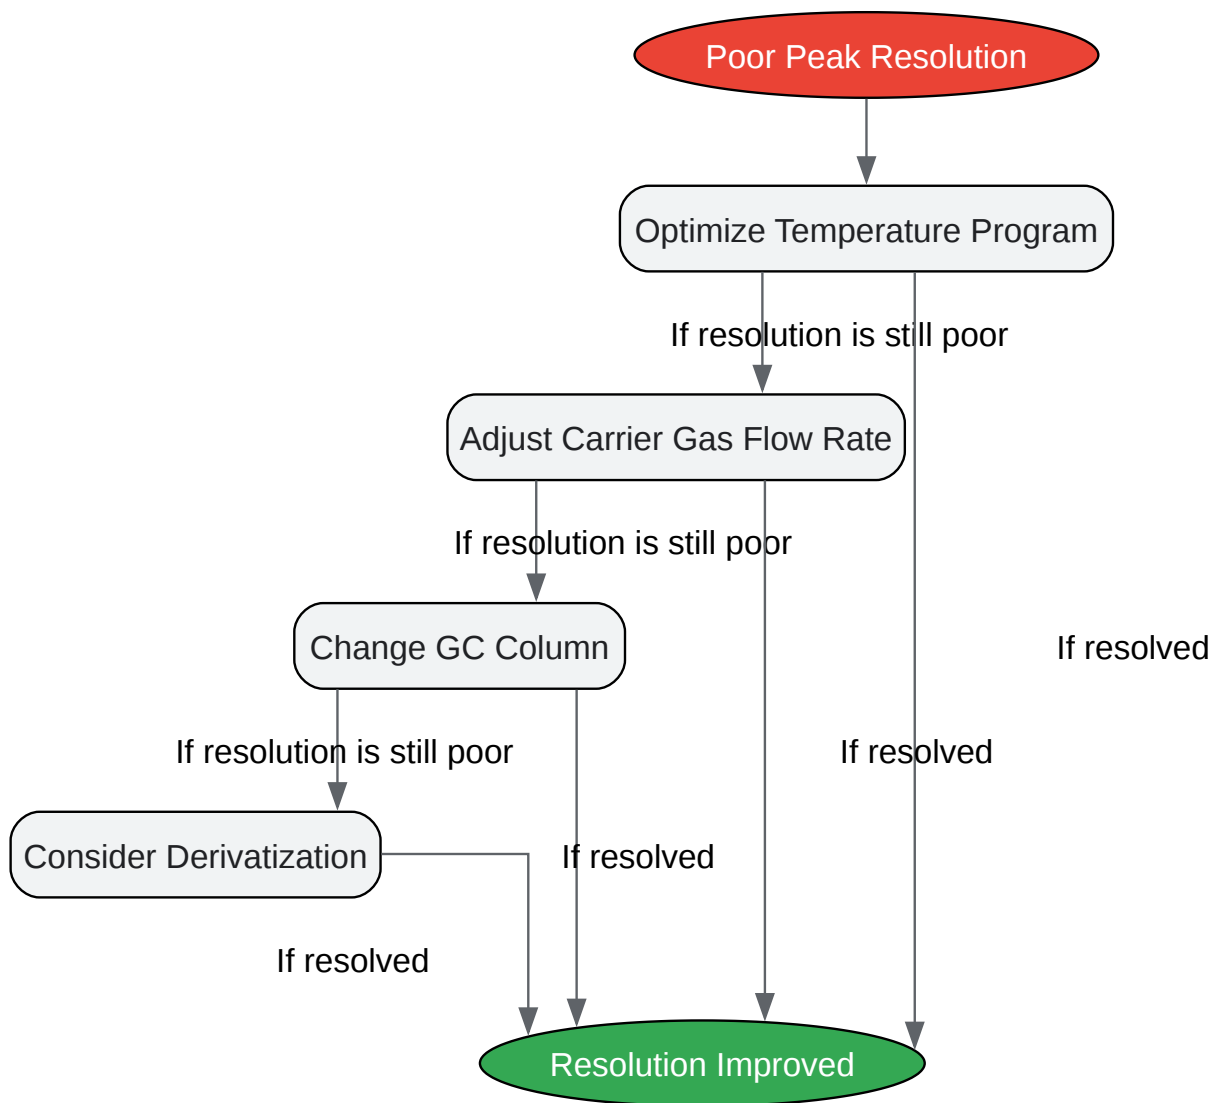 Poor Peak Resolution
Optimize Temperature Program
If resolution is still poor
Adjust Carrier Gas Flow Rate
If resolution is still poor
Change GC Column
If resolved
If resolution is still poor
If resolved
Consider Derivatization
If resolved
If resolved
Resolution Improved